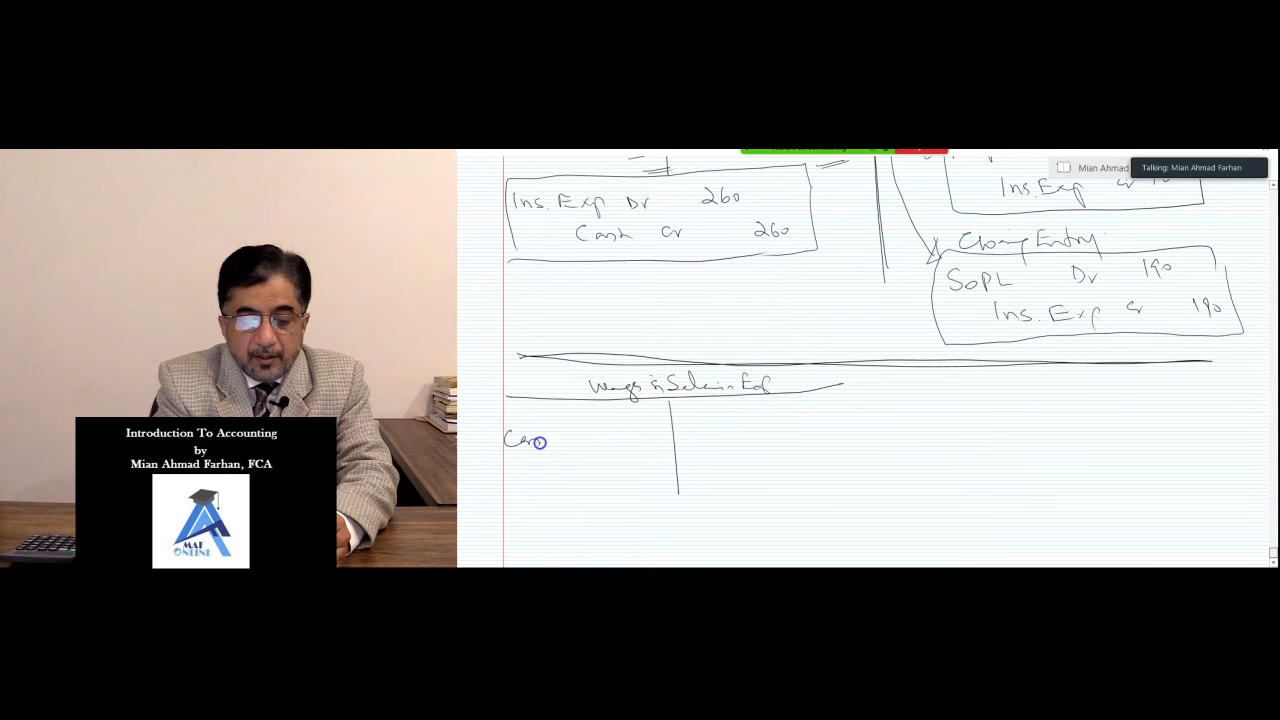 Mian Ahmad
Talking: Mian Ahmad Farhan
Ins. Exp Dr 260
Cash Cr 260
Ins. Exp Cr
Closing Entry
SoPL Dr 190
Ins. Exp Cr 190
Wages & Salaries Exp
Introduction To Accounting
by
Mian Ahmad Farhan, FCA
MAF
ONLINE